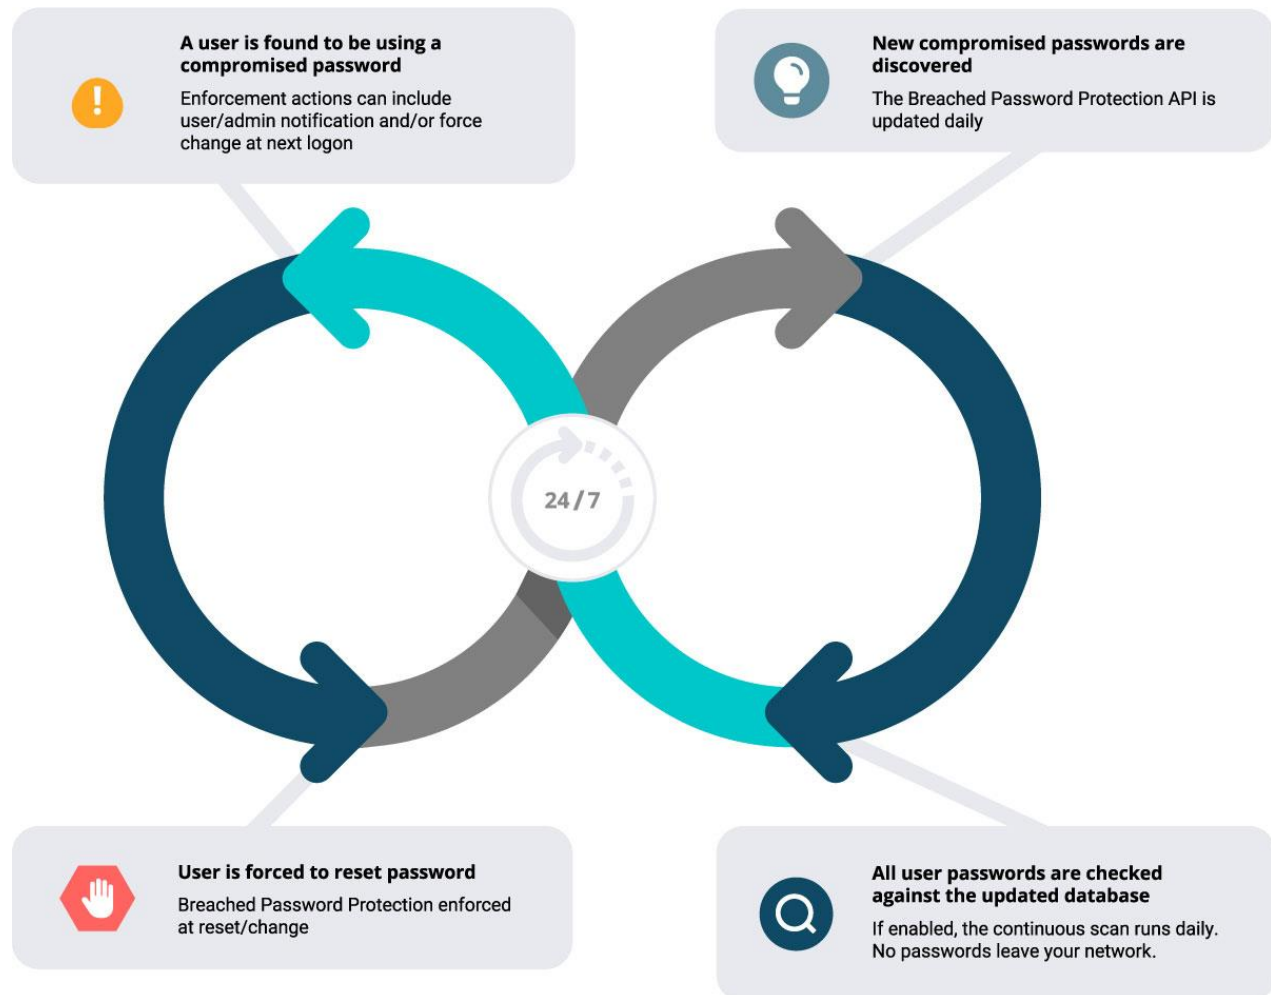 A user is found to be using a
compromised password
Enforcement actions can include
user/admin notification and/or force
change at next logon
New compromised passwords are
discovered
The Breached Password Protection API is
updated daily
24/7
User is forced to reset password
Breached Password Protection enforced
at reset/change
All user passwords are checked
against the updated database
If enabled, the continuous scan runs daily.
No passwords leave your network.